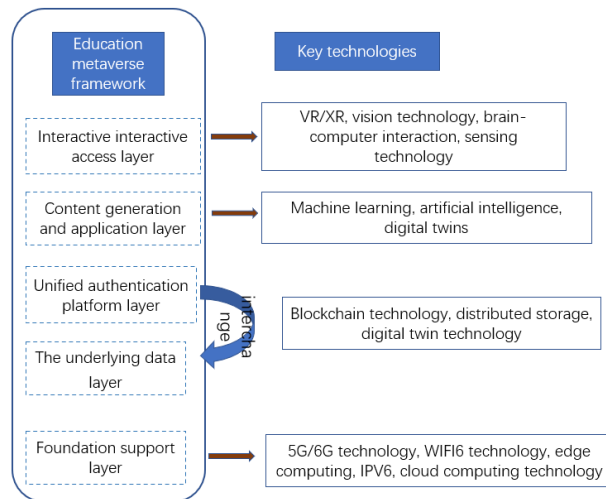 Education
metaverse
framework
Key technologies
Interactive interactive
access layer
VR/XR, vision technology, brain-
computer interaction, sensing
technology
Content generation
and application layer
Machine learning, artificial intelligence,
digital twins
Unified authentication
platform layer
intercha
nge
Blockchain technology, distributed storage,
digital twin technology
The underlying data
layer
Foundation support
layer
5G/6G technology, WIFI6 technology, edge
computing, IPV6, cloud computing technology